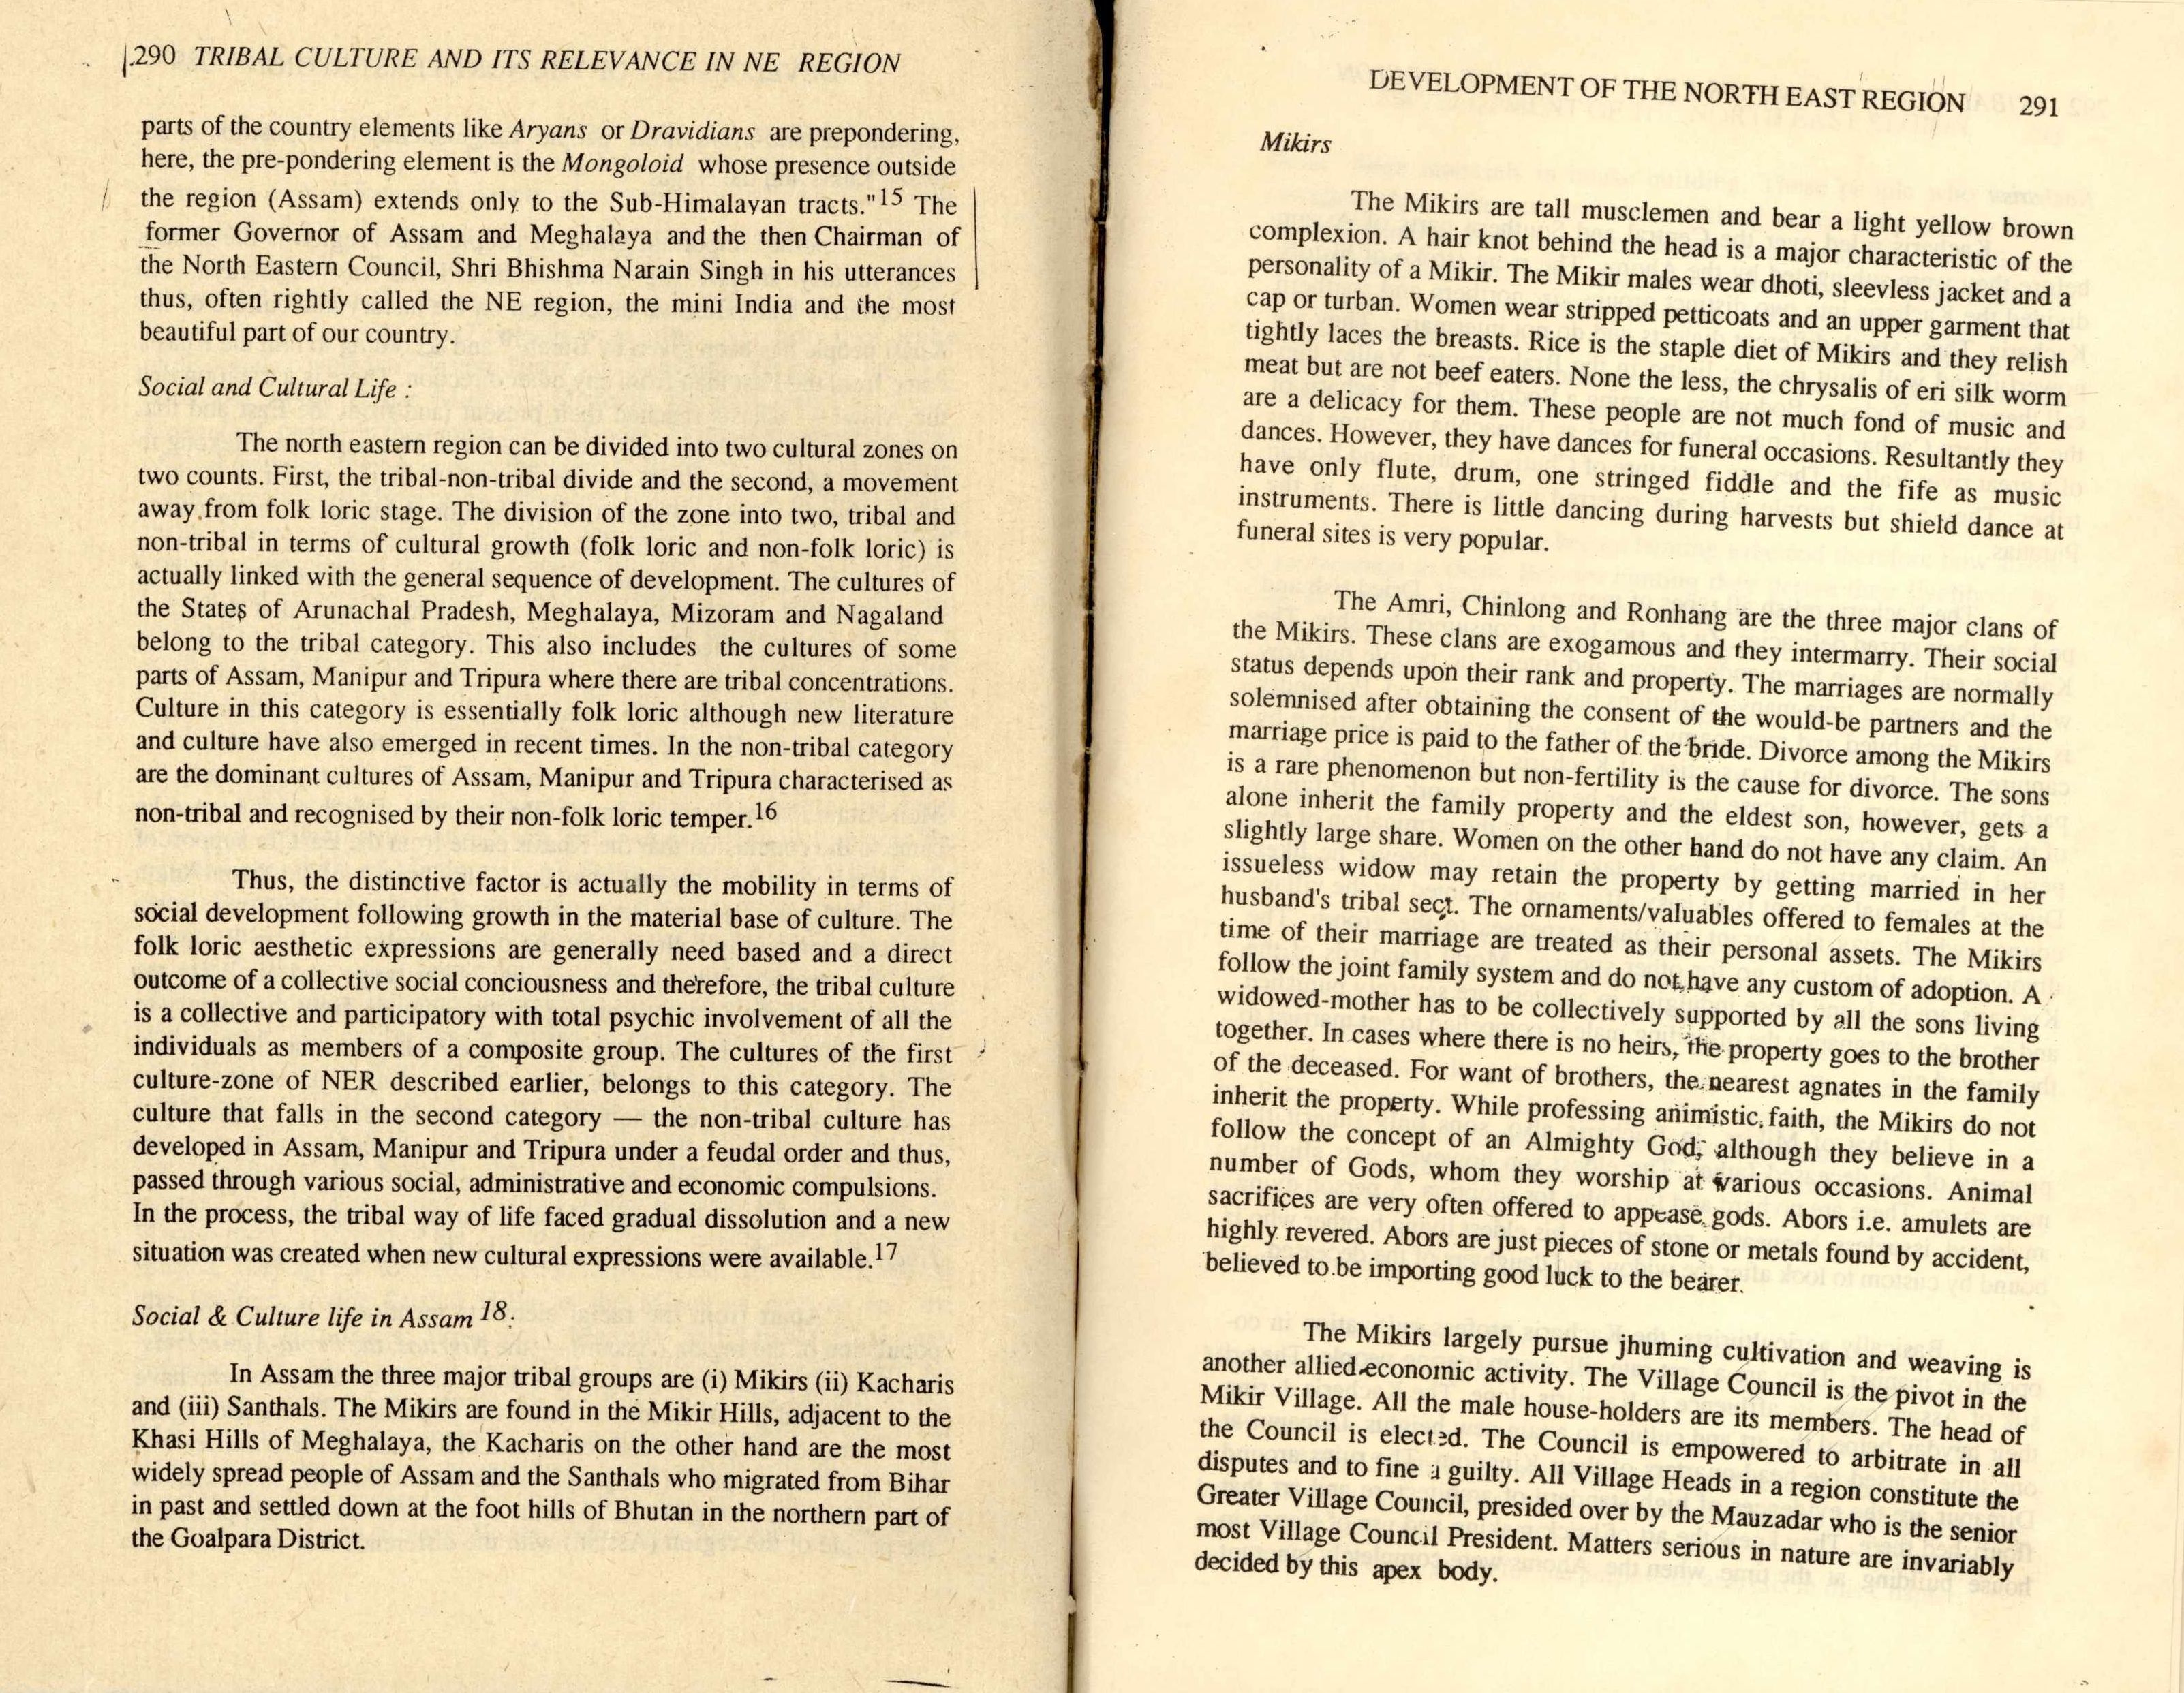 290 TRIBAL CULTURE AND ITS RELEVANCE IN NE REGION
parts of the country elements like Aryans or Dravidians are prepondering,
here, the pre-pondering element is the Mongoloid whose presence outside
the region (Assam) extends only to the Sub-Himalayan tracts."15 The
former Governor of Assam and Meghalaya and the then Chairman of
the North Eastern Council, Shri Bhishma Narain Singh in his utterances
thus, often rightly called the NE region, the mini India and the most
beautiful part of our country.
Social and Cultural Life :
The north eastern region can be divided into two cultural zones on
two counts. First, the tribal-non-tribal divide and the second, a movement
away from folk loric stage. The division of the zone into two, tribal and
non-tribal in terms of cultural growth (folk loric and non-folk loric) is
actually linked with the general sequence of development. The cultures of
the States of Arunachal Pradesh, Meghalaya, Mizoram and Nagaland
belong to the tribal category. This also includes the cultures of some
parts of Assam, Manipur and Tripura where there are tribal concentrations.
Culture in this category is essentially folk loric although new literature
and culture have also emerged in recent times. In the non-tribal category
are the dominant cultures of Assam, Manipur and Tripura characterised as
non-tribal and recognised by their non-folk loric temper.16
Thus, the distinctive factor is actually the mobility in terms of
social development following growth in the material base of culture. The
folk loric aesthetic expressions are generally need based and a direct
outcome of a collective social conciousness and therefore, the tribal culture
is a collective and participatory with total psychic involvement of all the
individuals as members of a composite group. The cultures of the first
culture-zone of NER described earlier, belongs to this category. The
culture that falls in the second category — the non-tribal culture has
developed in Assam, Manipur and Tripura under a feudal order and thus,
passed through various social, administrative and economic compulsions.
In the process, the tribal way of life faced gradual dissolution and a new
situation was created when new cultural expressions were available.17
Social & Culture life in Assam 18:
In Assam the three major tribal groups are (i) Mikirs (ii) Kacharis
and (iii) Santhals. The Mikirs are found in the Mikir Hills, adjacent to the
Khasi Hills of Meghalaya, the Kacharis on the other hand are the most
widely spread people of Assam and the Santhals who migrated from Bihar
in past and settled down at the foot hills of Bhutan in the northern part of
the Goalpara District.
DEVELOPMENT OF THE NORTH EAST REGION 291
Mikirs
The Mikirs are tall musclemen and bear a light yellow brown
complexion. A hair knot behind the head is a major characteristic of the
personality of a Mikir. The Mikir males wear dhoti, sleevless jacket and a
cap or turban. Women wear stripped petticoats and an upper garment that
tightly laces the breasts. Rice is the staple diet of Mikirs and they relish
meat but are not beef eaters. None the less, the chrysalis of eri silk worm
are a delicacy for them. These people are not much fond of music and
dances. However, they have dances for funeral occasions. Resultantly they
have only flute, drum, one stringed fiddle and the fife as music
instruments. There is little dancing during harvests but shield dance at
funeral sites is very popular.
The Amri, Chinlong and Ronhang are the three major clans of
the Mikirs. These clans are exogamous and they intermarry. Their social
status depends upon their rank and property. The marriages are normally
solemnised after obtaining the consent of the would-be partners and the
marriage price is paid to the father of the bride. Divorce among the Mikirs
is a rare phenomenon but non-fertility is the cause for divorce. The sons
alone inherit the family property and the eldest son, however, gets a
slightly large share. Women on the other hand do not have any claim. An
issueless widow may retain the property by getting married in her
husband's tribal sect. The ornaments/valuables offered to females at the
time of their marriage are treated as their personal assets. The Mikirs
follow the joint family system and do not have any custom of adoption. A
widowed-mother has to be collectively supported by all the sons living
together. In cases where there is no heirs, the property goes to the brother
of the deceased. For want of brothers, the nearest agnates in the family
inherit the property. While professing animistic faith, the Mikirs do not
follow the concept of an Almighty God, although they believe in a
number of Gods, whom they worship at various occasions. Animal
sacrifices are very often offered to appease gods. Abors i.e. amulets are
highly revered. Abors are just pieces of stone or metals found by accident,
believed to be importing good luck to the bearer.
The Mikirs largely pursue jhuming cultivation and weaving is
another allied economic activity. The Village Council is the pivot in the
Mikir Village. All the male house-holders are its members. The head of
the Council is elected. The Council is empowered to arbitrate in all
disputes and to fine a guilty. All Village Heads in a region constitute the
Greater Village Council, presided over by the Mauzadar who is the senior
most Village Council President. Matters serious in nature are invariably
decided by this apex body.